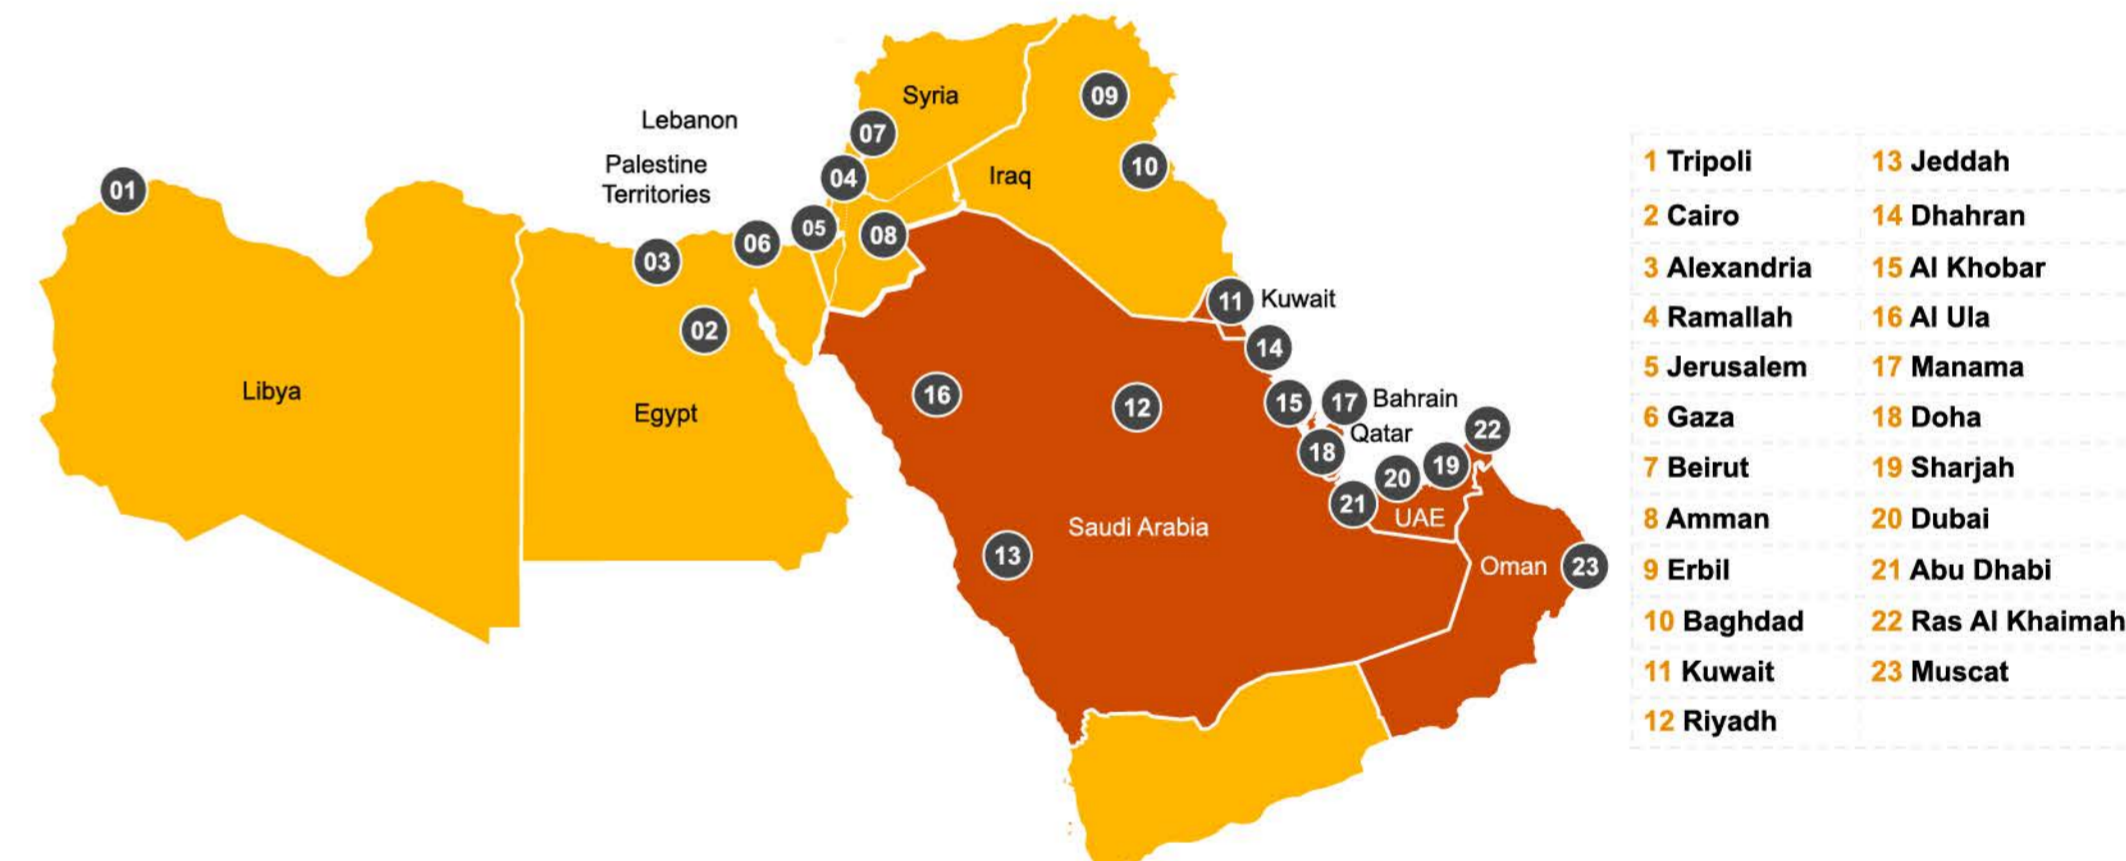 Syria
09
Lebanon
07
10
Palestine
Territories
04
Iraq
01
05
08
06
03
11 Kuwait
02
14
Libya
16
12
15
17 Bahrain
Egypt
Qatar
22
18
19
20
21
UAE
Saudi Arabia
13
Oman
23
1 Tripoli
2 Cairo
3 Alexandria
4 Ramallah
5 Jerusalem
6 Gaza
7 Beirut
8 Amman
9 Erbil
10 Baghdad
11 Kuwait
12 Riyadh
13 Jeddah
14 Dhahran
15 Al Khobar
16 Al Ula
17 Manama
18 Doha
19 Sharjah
20 Dubai
21 Abu Dhabi
22 Ras Al Khaimah
23 Muscat